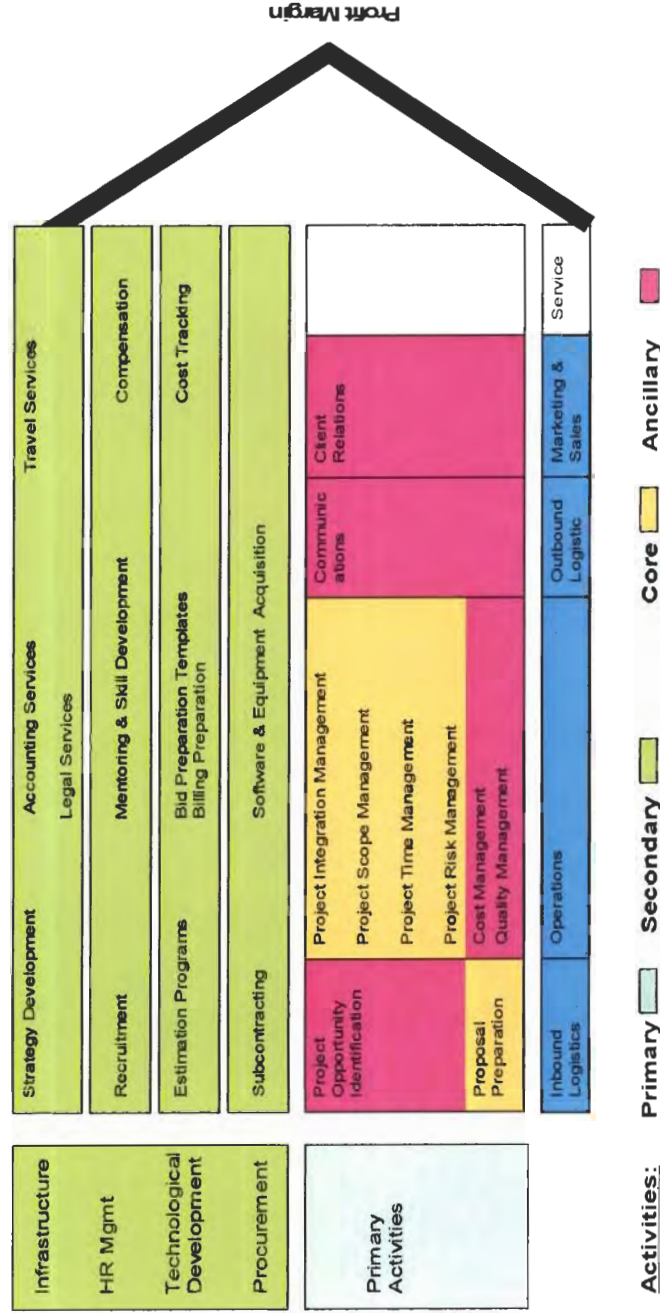 Infrastructure
HR Mgmt
Technological
Development
Procurement
Strategy Development
Accounting Services
Travel Services
Legal Services
Recruitment
Mentoring & Skill Development
Compensation
Estimation Programs
Bid Preparation Templates
Billing Preparation
Cost Tracking
Subcontracting
Software & Equipment Acquisition
Primary
Activities
Project
Opportunity
Identification
Proposal
Preparation
Project Integration Management
Project Scope Management
Project Time Management
Project Risk Management
Cost Management
Quality Management
Communic
ations
Client
Relations
Inbound
Logistics
Operations
Outbound
Logistic
Marketing &
Sales
Service
Profit Margin
Activities: Primary Secondary Core Ancillary